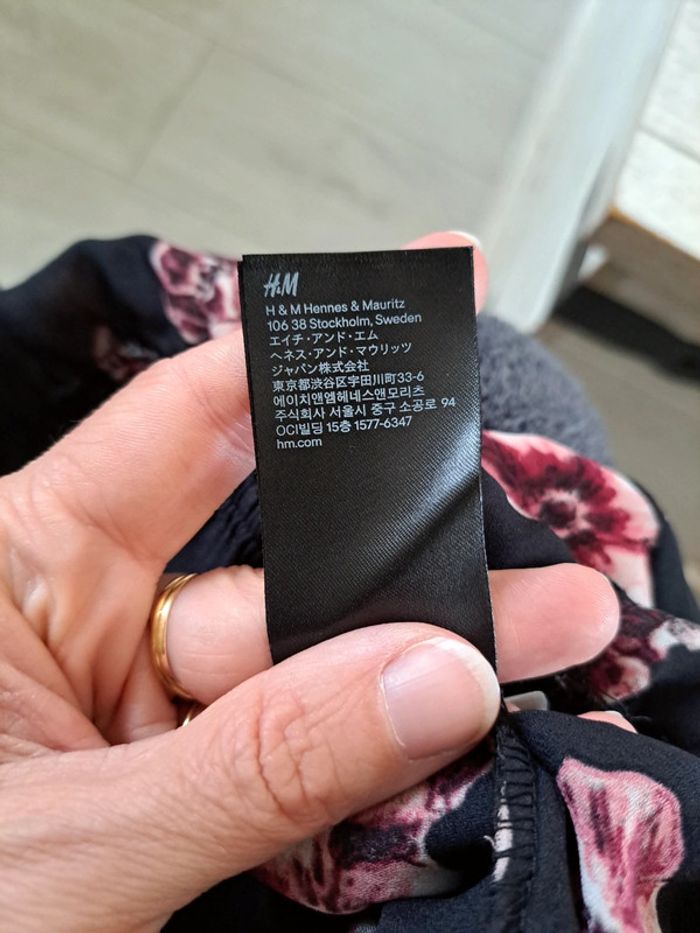 H&M
H & M Hennes & Mauritz
106 38 Stockholm, Sweden
エイチ・アンド・エム
ヘネス・アンド・マウリッツ
ジャパン株式会社
東京都渋谷区宇田川町33-6
에이치앤엠헤네스앤모리츠
주식회사 서울시 중구 소공로 94
OCI빌딩 15층 1577-6347
hm.com